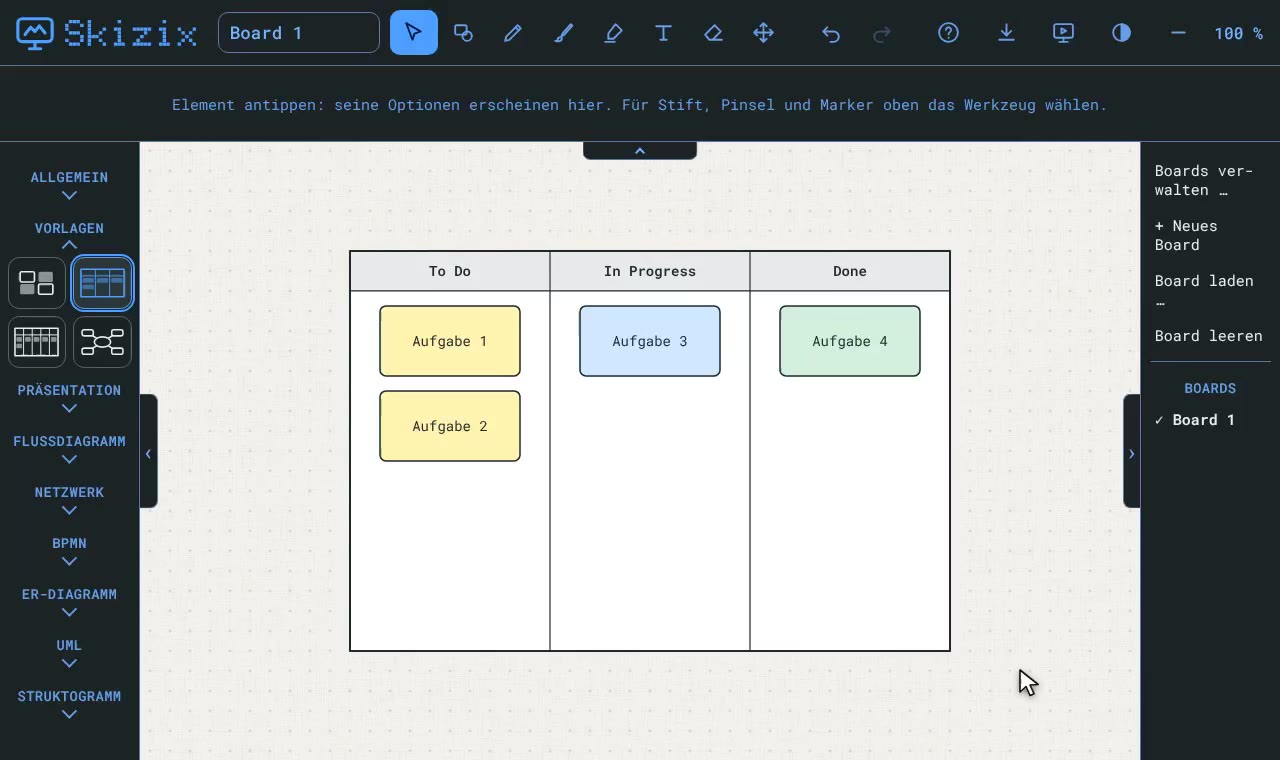 Skizix
Board 1
100 %
Element antippen: seine Optionen erscheinen hier. Für Stift, Pinsel und Marker oben das Werkzeug wählen.
ALLGEMEIN
VORLAGEN
PRÄSENTATION
FLUSSDIAGRAMM
NETZWERK
BPMN
ER-DIAGRAMM
UML
STRUKTOGRAMM
To Do
In Progress
Done
Aufgabe 1
Aufgabe 3
Aufgabe 4
Aufgabe 2
Boards ver-
walten …
+ Neues
Board
Board laden
…
Board leeren
BOARDS
✓ Board 1